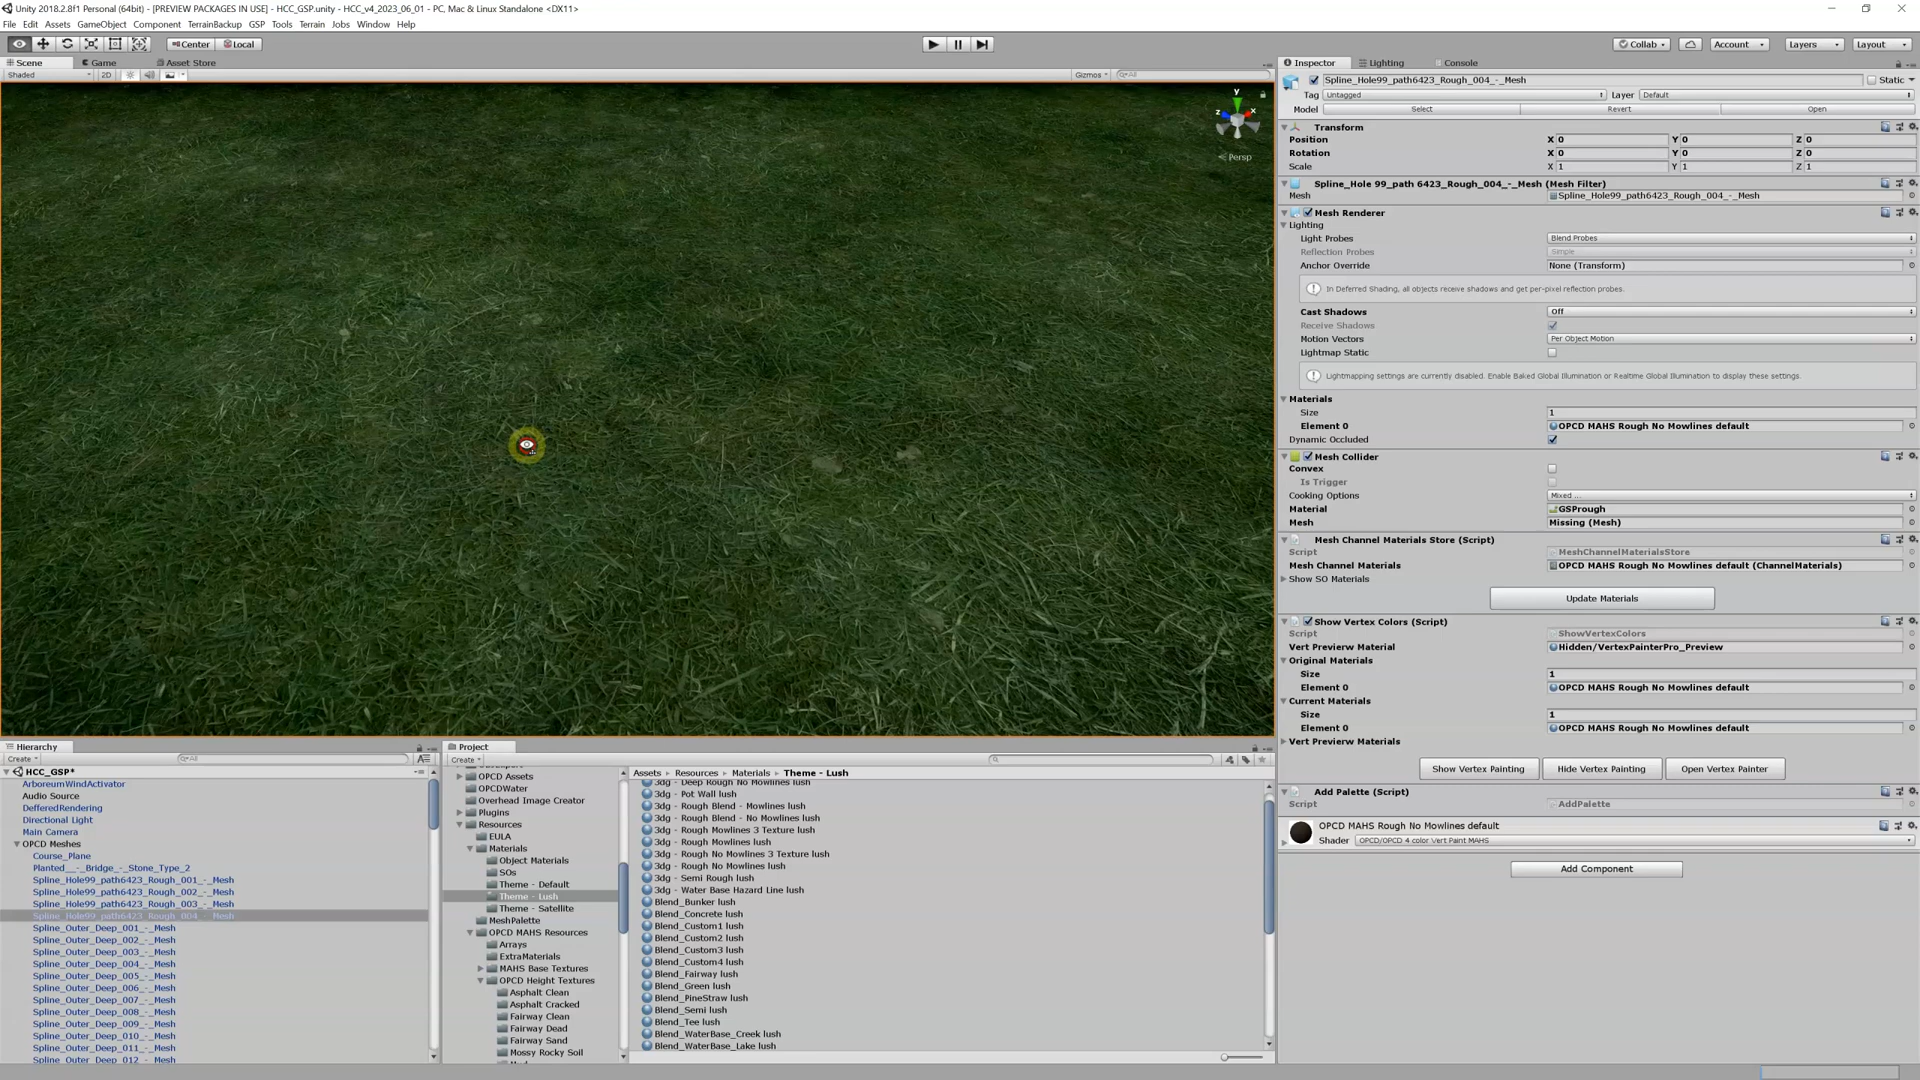 Unity 2018.2.8f1 Personal (64bit) - [PREVIEW PACKAGES IN USE] - HCC_GSP.unity - HCC_v4_2023_06_01 - PC, Mac & Linux Standalone <DX11>
File Edit Assets GameObject Component TerrainBackup GSP Tools Terrain Jobs Window Help
Center Local Collab Account Layers Layout
Scene Game Asset Store
Shaded 2D Gizmos All
y
z x
Persp
Inspector Lighting Console
Spline_Hole99_path6423_Rough_004_-_Mesh Static
Tag Untagged Layer Default
Model Select Revert Open
Transform
Position X 0 Y 0 Z 0
Rotation X 0 Y 0 Z 0
Scale X 1 Y 1 Z 1
Spline_Hole 99_path 6423_Rough_004_-_Mesh (Mesh Filter)
Mesh Spline_Hole99_path6423_Rough_004_-_Mesh
Mesh Renderer
Lighting
Light Probes Blend Probes
Reflection Probes Simple
Anchor Override None (Transform)
In Deferred Shading, all objects receive shadows and get per-pixel reflection probes.
Cast Shadows Off
Receive Shadows
Motion Vectors Per Object Motion
Lightmap Static
Lightmapping settings are currently disabled. Enable Baked Global Illumination or Realtime Global Illumination to display these settings.
Materials
Size 1
Element 0 OPCD MAHS Rough No Mowlines default
Dynamic Occluded
Mesh Collider
Convex
Is Trigger
Cooking Options Mixed ...
Material GSPrough
Mesh Missing (Mesh)
Mesh Channel Materials Store (Script)
Script MeshChannelMaterialsStore
Mesh Channel Materials OPCD MAHS Rough No Mowlines default (ChannelMaterials)
Show SO Materials
Update Materials
Show Vertex Colors (Script)
Script ShowVertexColors
Vert Previerw Material Hidden/VertexPainterPro_Preview
Original Materials
Size 1
Element 0 OPCD MAHS Rough No Mowlines default
Current Materials
Size 1
Element 0 OPCD MAHS Rough No Mowlines default
Vert Previerw Materials
Show Vertex Painting Hide Vertex Painting Open Vertex Painter
Add Palette (Script)
Script AddPalette
OPCD MAHS Rough No Mowlines default
Shader OPCD/OPCD 4 color Vert Paint MAHS
Add Component
Hierarchy
Create All
HCC_GSP*
ArboreumWindActivator
Audio Source
DefferedRendering
Directional Light
Main Camera
OPCD Meshes
Course_Plane
Planted_-_Bridge_-_Stone_Type_2
Spline_Hole99_path6423_Rough_001_-_Mesh
Spline_Hole99_path6423_Rough_002_-_Mesh
Spline_Hole99_path6423_Rough_003_-_Mesh
Spline_Hole99_path6423_Rough_004_-_Mesh
Spline_Outer_Deep_001_-_Mesh
Spline_Outer_Deep_002_-_Mesh
Spline_Outer_Deep_003_-_Mesh
Spline_Outer_Deep_004_-_Mesh
Spline_Outer_Deep_005_-_Mesh
Spline_Outer_Deep_006_-_Mesh
Spline_Outer_Deep_007_-_Mesh
Spline_Outer_Deep_008_-_Mesh
Spline_Outer_Deep_009_-_Mesh
Spline_Outer_Deep_010_-_Mesh
Spline_Outer_Deep_011_-_Mesh
Spline_Outer_Deep_012_-_Mesh
Project
Create
OPCD Assets
OPCDWater
Overhead Image Creator
Plugins
Resources
EULA
Materials
Object Materials
SOs
Theme - Default
Theme - Lush
Theme - Satellite
MeshPalette
OPCD MAHS Resources
Arrays
ExtraMaterials
MAHS Base Textures
OPCD Height Textures
Asphalt Clean
Asphalt Cracked
Fairway Clean
Fairway Dead
Fairway Sand
Mossy Rocky Soil
Assets Resources Materials Theme - Lush
3dg - Deep Rough No Mowlines lush
3dg - Pot Wall lush
3dg - Rough Blend - Mowlines lush
3dg - Rough Blend - No Mowlines lush
3dg - Rough Mowlines 3 Texture lush
3dg - Rough Mowlines lush
3dg - Rough No Mowlines 3 Texture lush
3dg - Rough No Mowlines lush
3dg - Semi Rough lush
3dg - Water Base Hazard Line lush
Blend_Bunker lush
Blend_Concrete lush
Blend_Custom1 lush
Blend_Custom2 lush
Blend_Custom3 lush
Blend_Custom4 lush
Blend_Fairway lush
Blend_Green lush
Blend_PineStraw lush
Blend_Semi lush
Blend_Tee lush
Blend_WaterBase_Creek lush
Blend_WaterBase_Lake lush